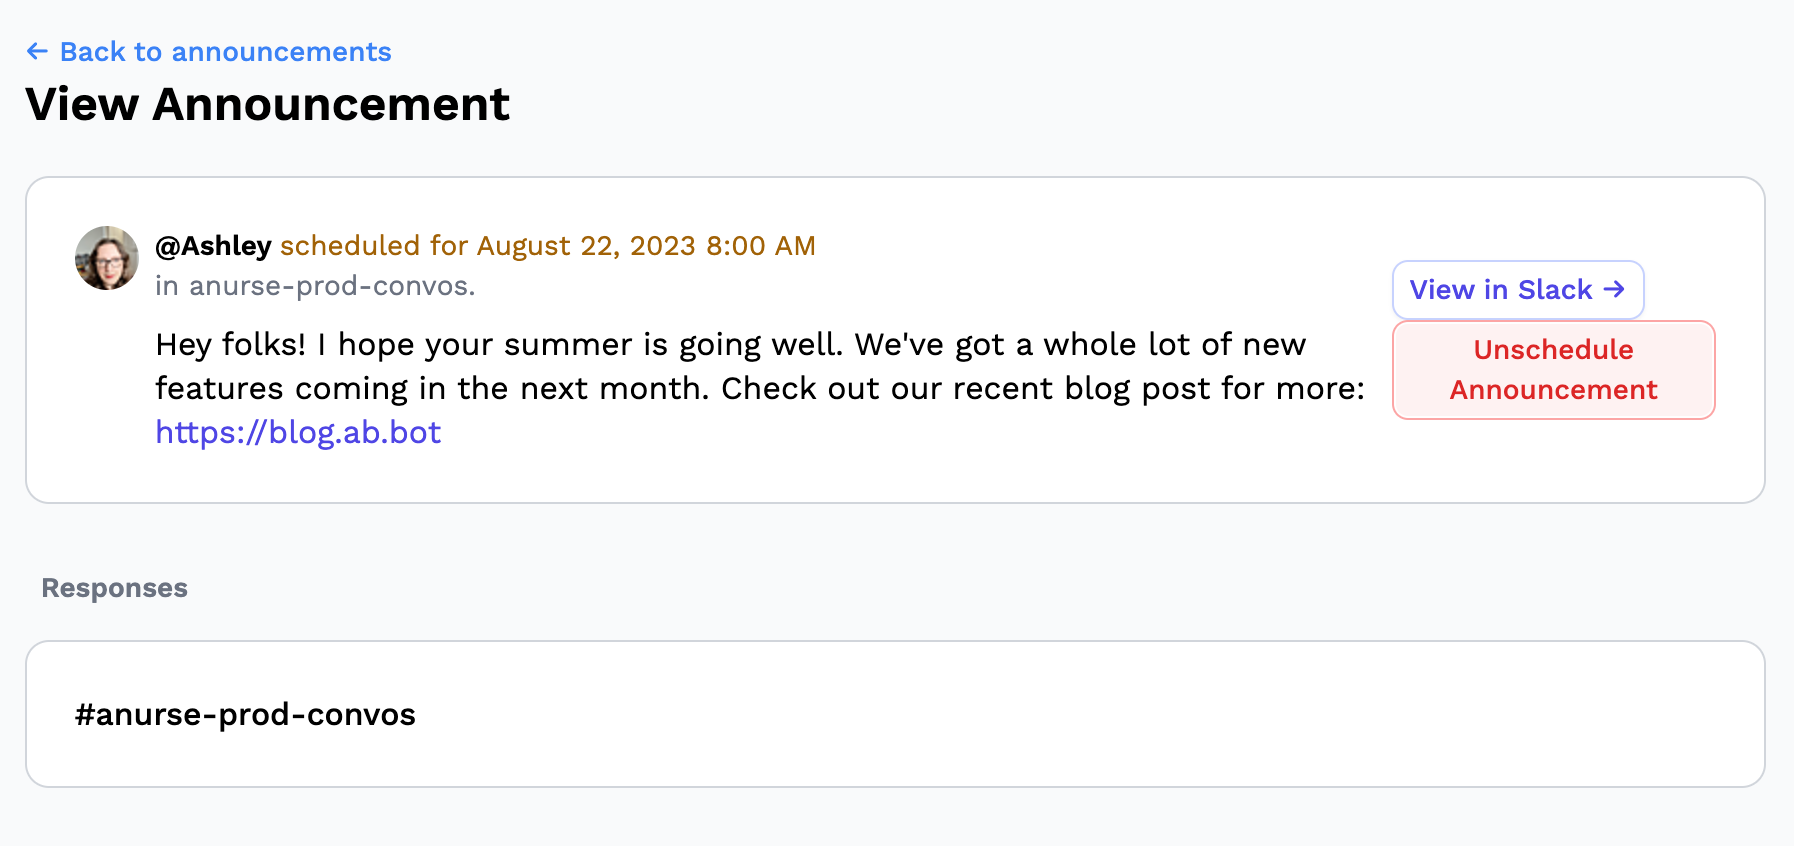 ← Back to announcements
View Announcement
@Ashley scheduled for August 22, 2023 8:00 AM
in anurse-prod-convos.
Hey folks! I hope your summer is going well. We've got a whole lot of new
features coming in the next month. Check out our recent blog post for more:
https://blog.ab.bot
View in Slack →
Unschedule
Announcement
Responses
#anurse-prod-convos